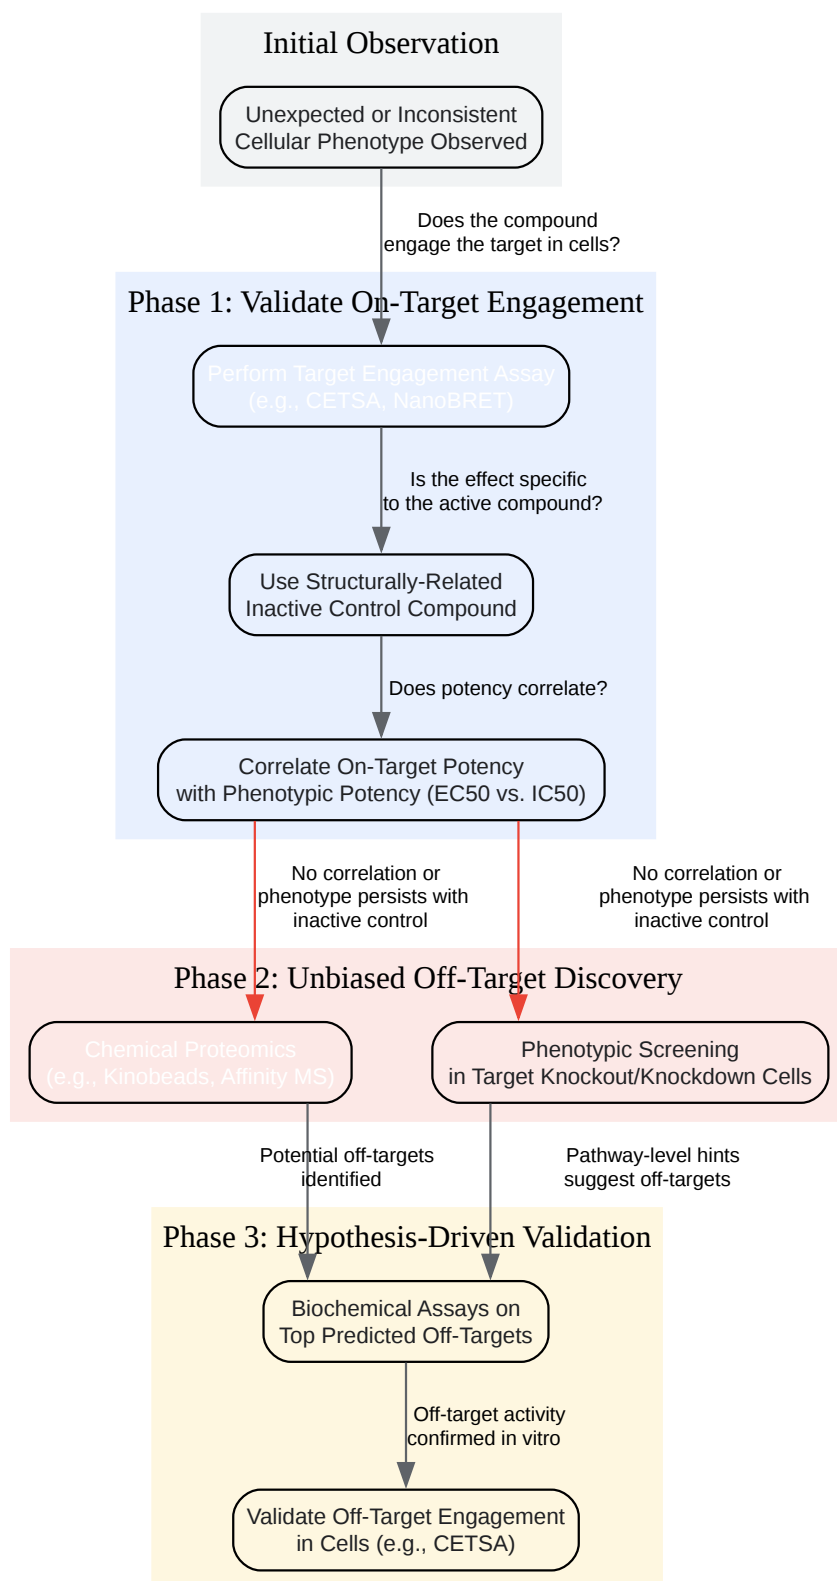 Initial Observation
Unexpected or Inconsistent
Cellular Phenotype Observed
Does the compound
engage the target in cells?
Phase 1: Validate On-Target Engagement
Perform Target Engagement Assay
(e.g., CETSA, NanoBRET)
Is the effect specific
to the active compound?
Use Structurally-Related
Inactive Control Compound
Does potency correlate?
Correlate On-Target Potency
with Phenotypic Potency (EC50 vs. IC50)
No correlation or
phenotype persists with
inactive control
No correlation or
phenotype persists with
inactive control
Phase 2: Unbiased Off-Target Discovery
Chemical Proteomics
(e.g., Kinobeads, Affinity MS)
Phenotypic Screening
in Target Knockout/Knockdown Cells
Potential off-targets
identified
Pathway-level hints
suggest off-targets
Phase 3: Hypothesis-Driven Validation
Biochemical Assays on
Top Predicted Off-Targets
Off-target activity
confirmed in vitro
Validate Off-Target Engagement
in Cells (e.g., CETSA)